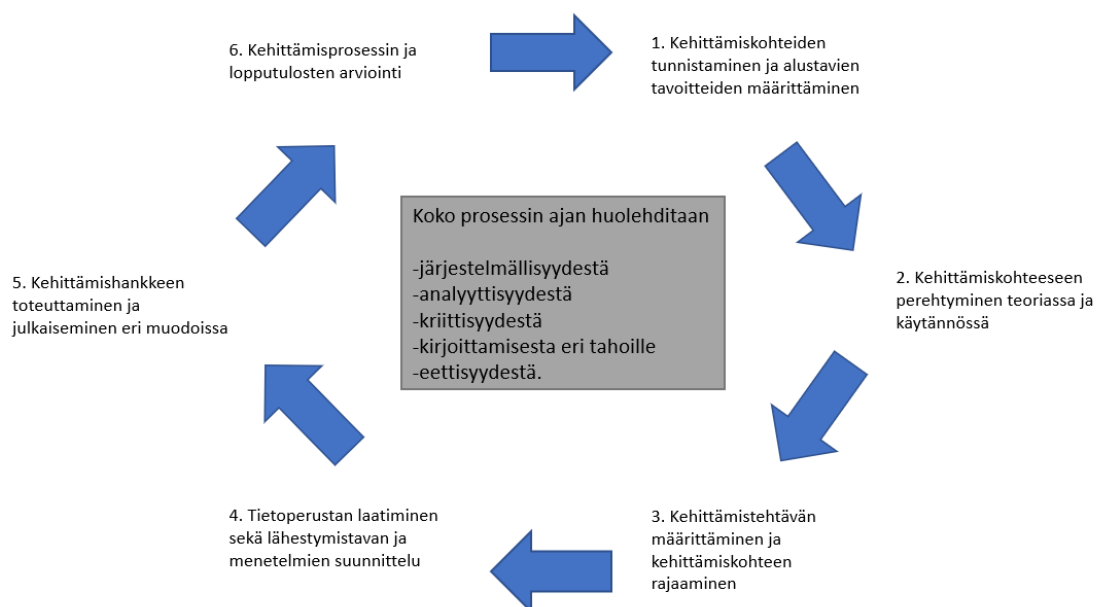 6. Kehittämisprosessin ja
lopputulosten arviointi
1. Kehittämiskohteiden
tunnistaminen ja alustavien
tavoitteiden määrittäminen
Koko prosessin ajan huolehditaan
-järjestelmällisyydestä
-analyyttisyydestä
-kriittisyydestä
-kirjoittamisesta eri tahoille
-eettisyydestä.
5. Kehittämishankkeen
toteuttaminen ja
julkaiseminen eri muodoissa
2. Kehittämiskohteeseen
perehtyminen teoriassa ja
käytännössä
4. Tietoperustan laatiminen
sekä lähestymistavan ja
menetelmien suunnittelu
3. Kehittämistehtävän
määrittäminen ja
kehittämiskohteen
rajaaminen